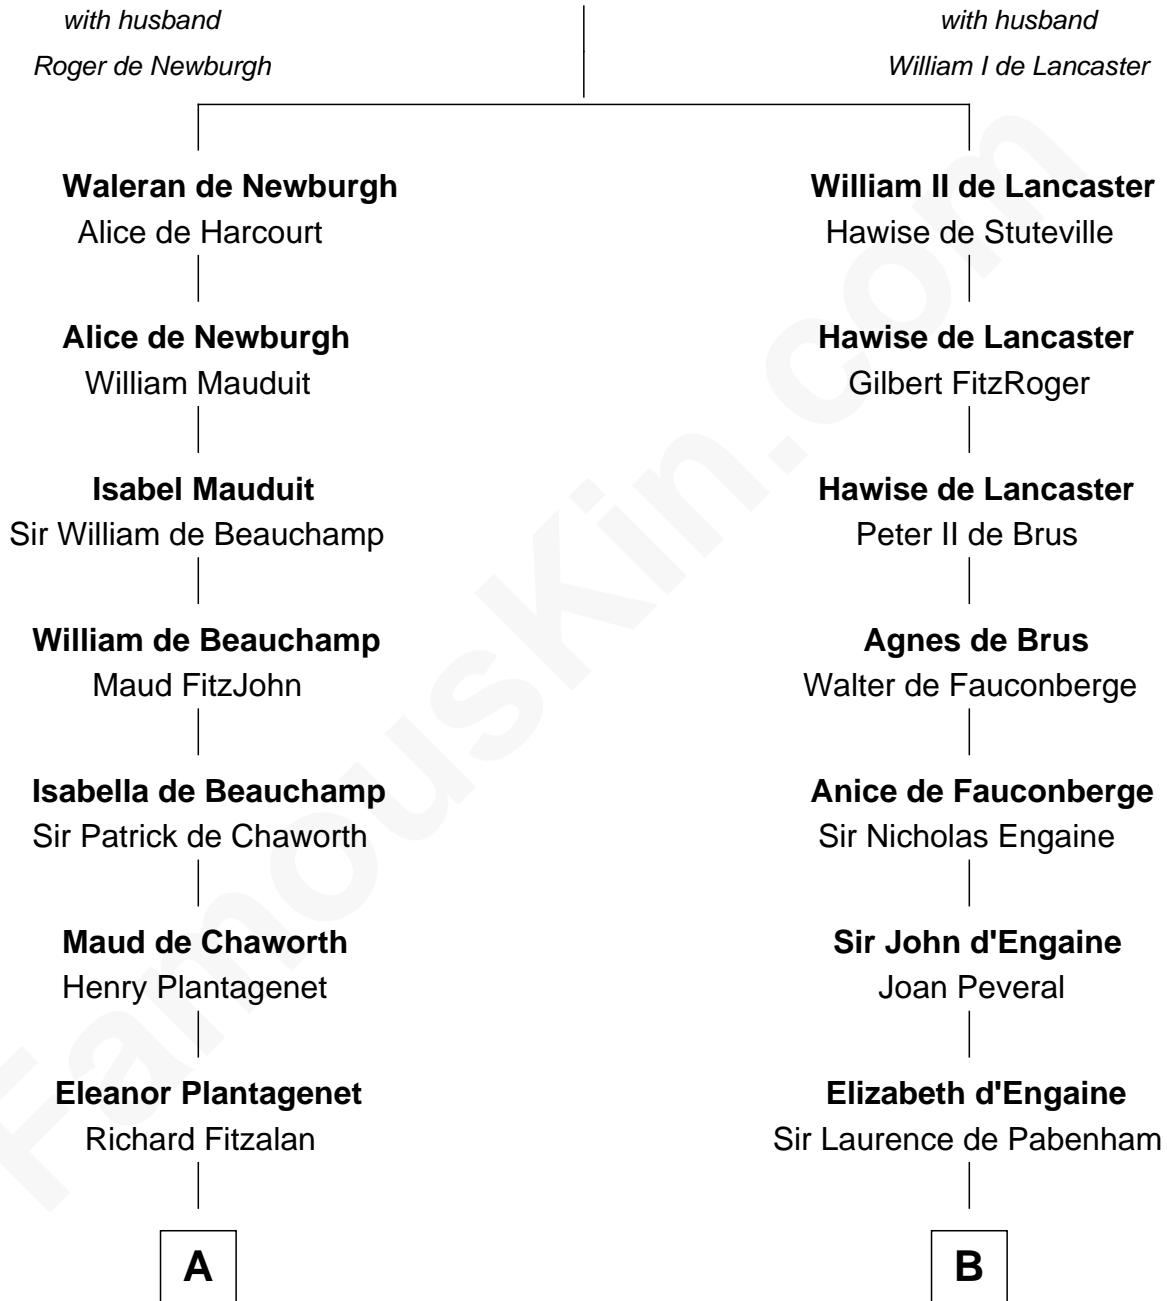 with husband
Roger de Newburgh
with husband
William I de Lancaster
Waleran de Newburgh
Alice de Harcourt
William II de Lancaster
Hawise de Stuteville
Alice de Newburgh
William Mauduit
Hawise de Lancaster
Gilbert FitzRoger
Isabel Mauduit
Sir William de Beauchamp
Hawise de Lancaster
Peter II de Brus
William de Beauchamp
Maud FitzJohn
Agnes de Brus
Walter de Fauconberge
Isabella de Beauchamp
Sir Patrick de Chaworth
Anice de Fauconberge
Sir Nicholas Engaine
Maud de Chaworth
Henry Plantagenet
Sir John d'Engaine
Joan Peveral
Eleanor Plantagenet
Richard Fitzalan
Elizabeth d'Engaine
Sir Laurence de Pabenham
A
B
FamousKin.com